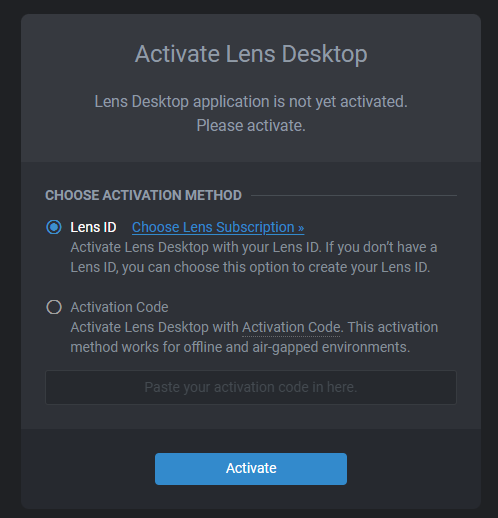 Activate Lens Desktop
Lens Desktop application is not yet activated.
Please activate.
CHOOSE ACTIVATION METHOD
Lens ID Choose Lens Subscription »
Activate Lens Desktop with your Lens ID. If you don't have a
Lens ID, you can choose this option to create your Lens ID.
Activation Code
Activate Lens Desktop with Activation Code. This activation
method works for offline and air-gapped environments.
Paste your activation code in here.
Activate